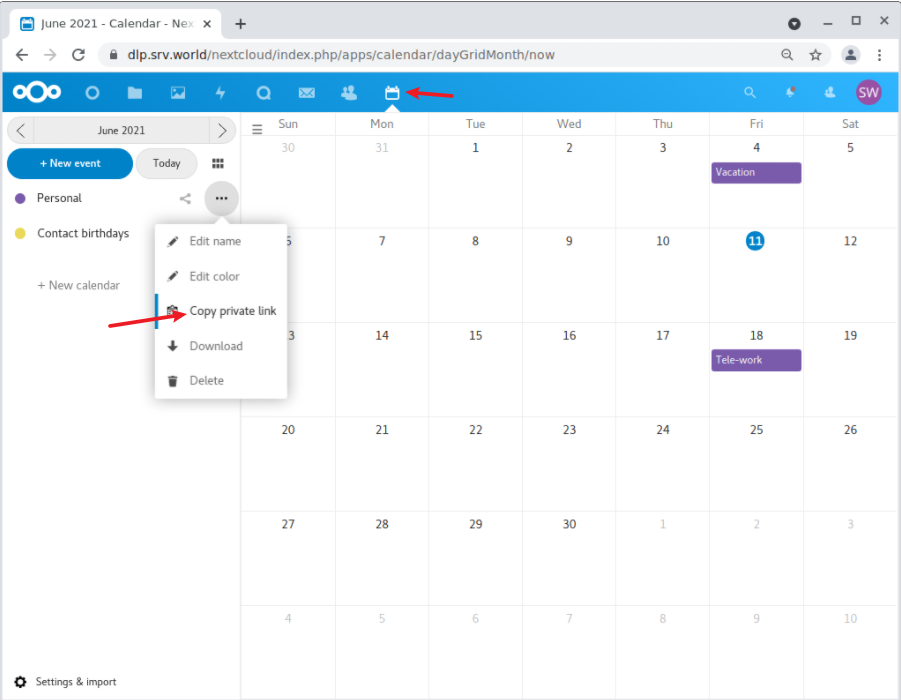 June 2021 - Calendar - Nex
dlp.srv.world/nextcloud/index.php/apps/calendar/dayGridMonth/now
SW
June 2021
+ New event
Today
Personal
Contact birthdays
+ New calendar
Edit name
Edit color
Copy private link
Download
Delete
Settings & import
Sun Mon Tue Wed Thu Fri Sat
30 31 1 2 3 4 5
Vacation
6 7 8 9 10 11 12
3 14 15 16 17 18 19
Tele-work
20 21 22 23 24 25 26
27 28 29 30 1 2 3
4 5 6 7 8 9 10